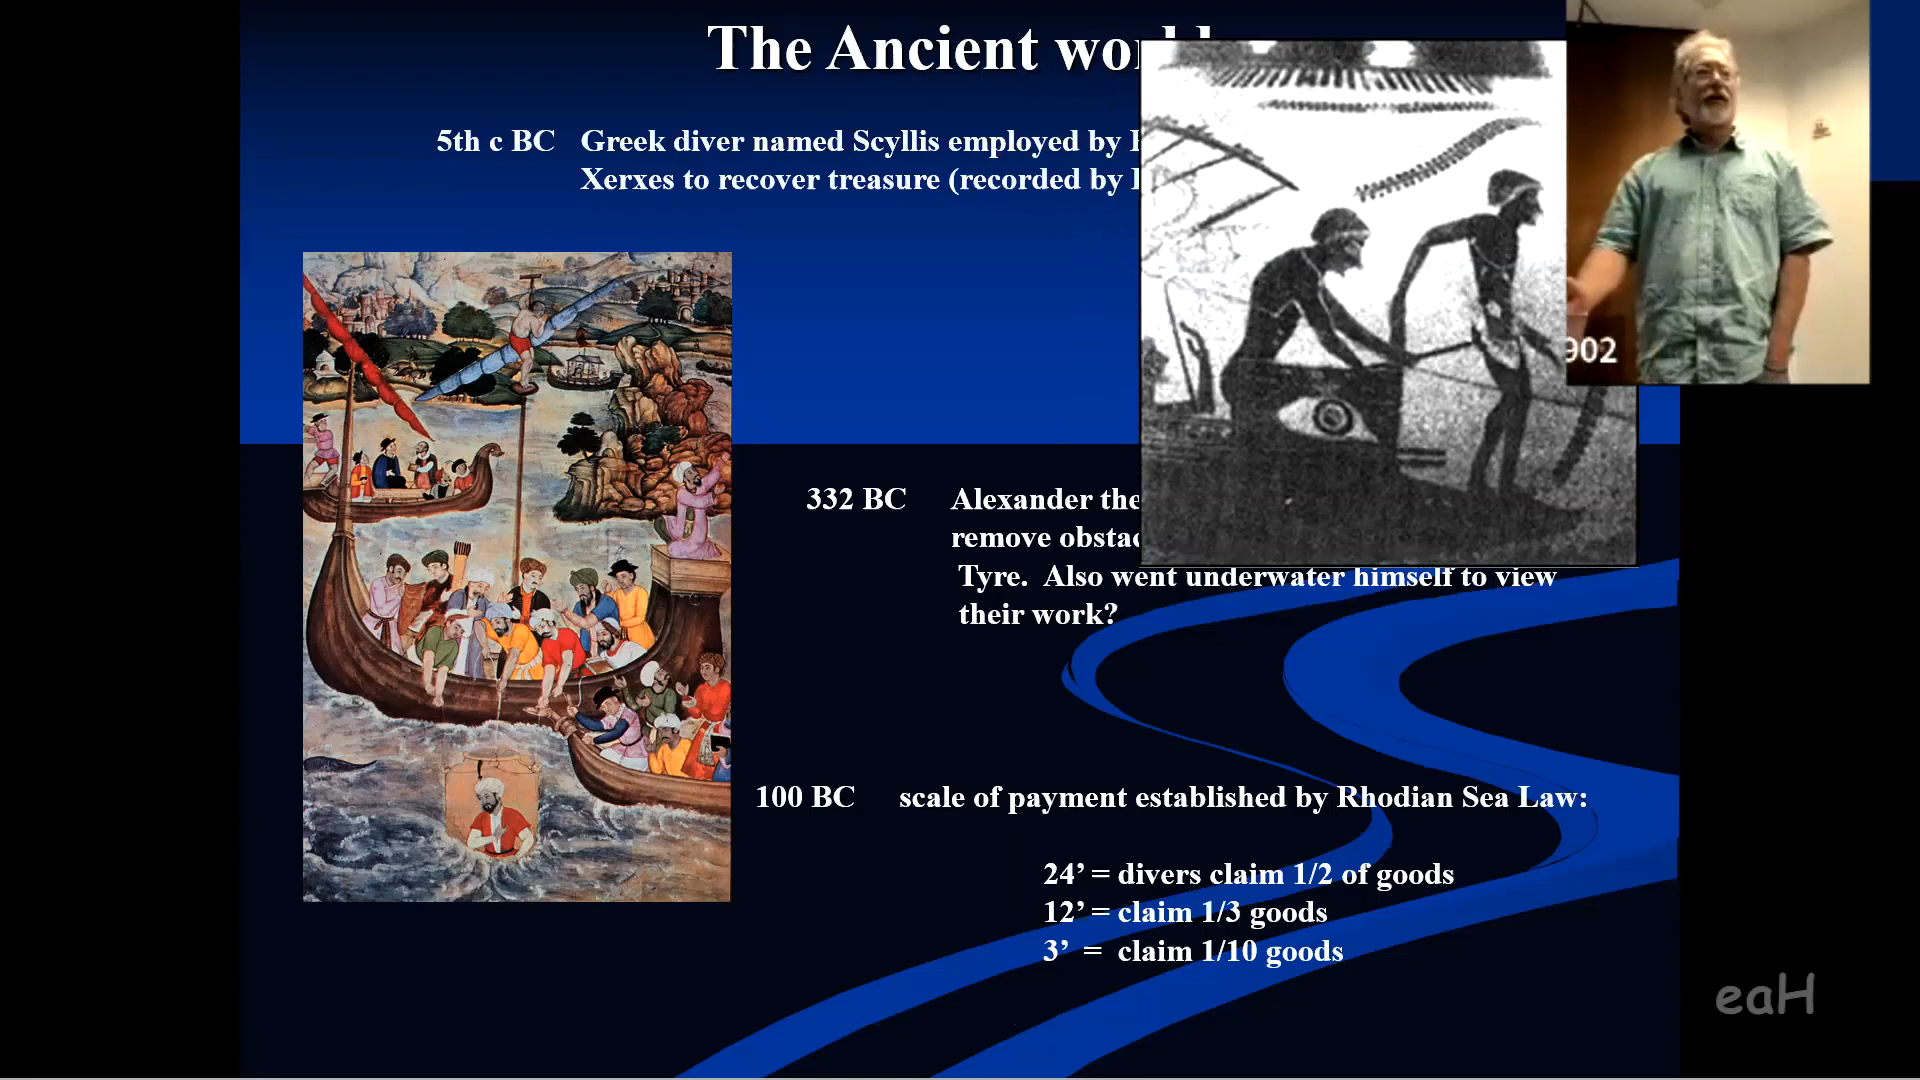 The Ancient
5th c BC Greek diver named Scyllis employed by
Xerxes to recover treasure (recorded by
332 BC Alexander the
remove
Tyre. Also went underwater himself to view
their work?
902
100 BC scale of payment established by Rhodian Sea Law:
24’ = divers claim 1/2 of goods
12’ = claim 1/3 goods
3’ = claim 1/10 goods
eaH